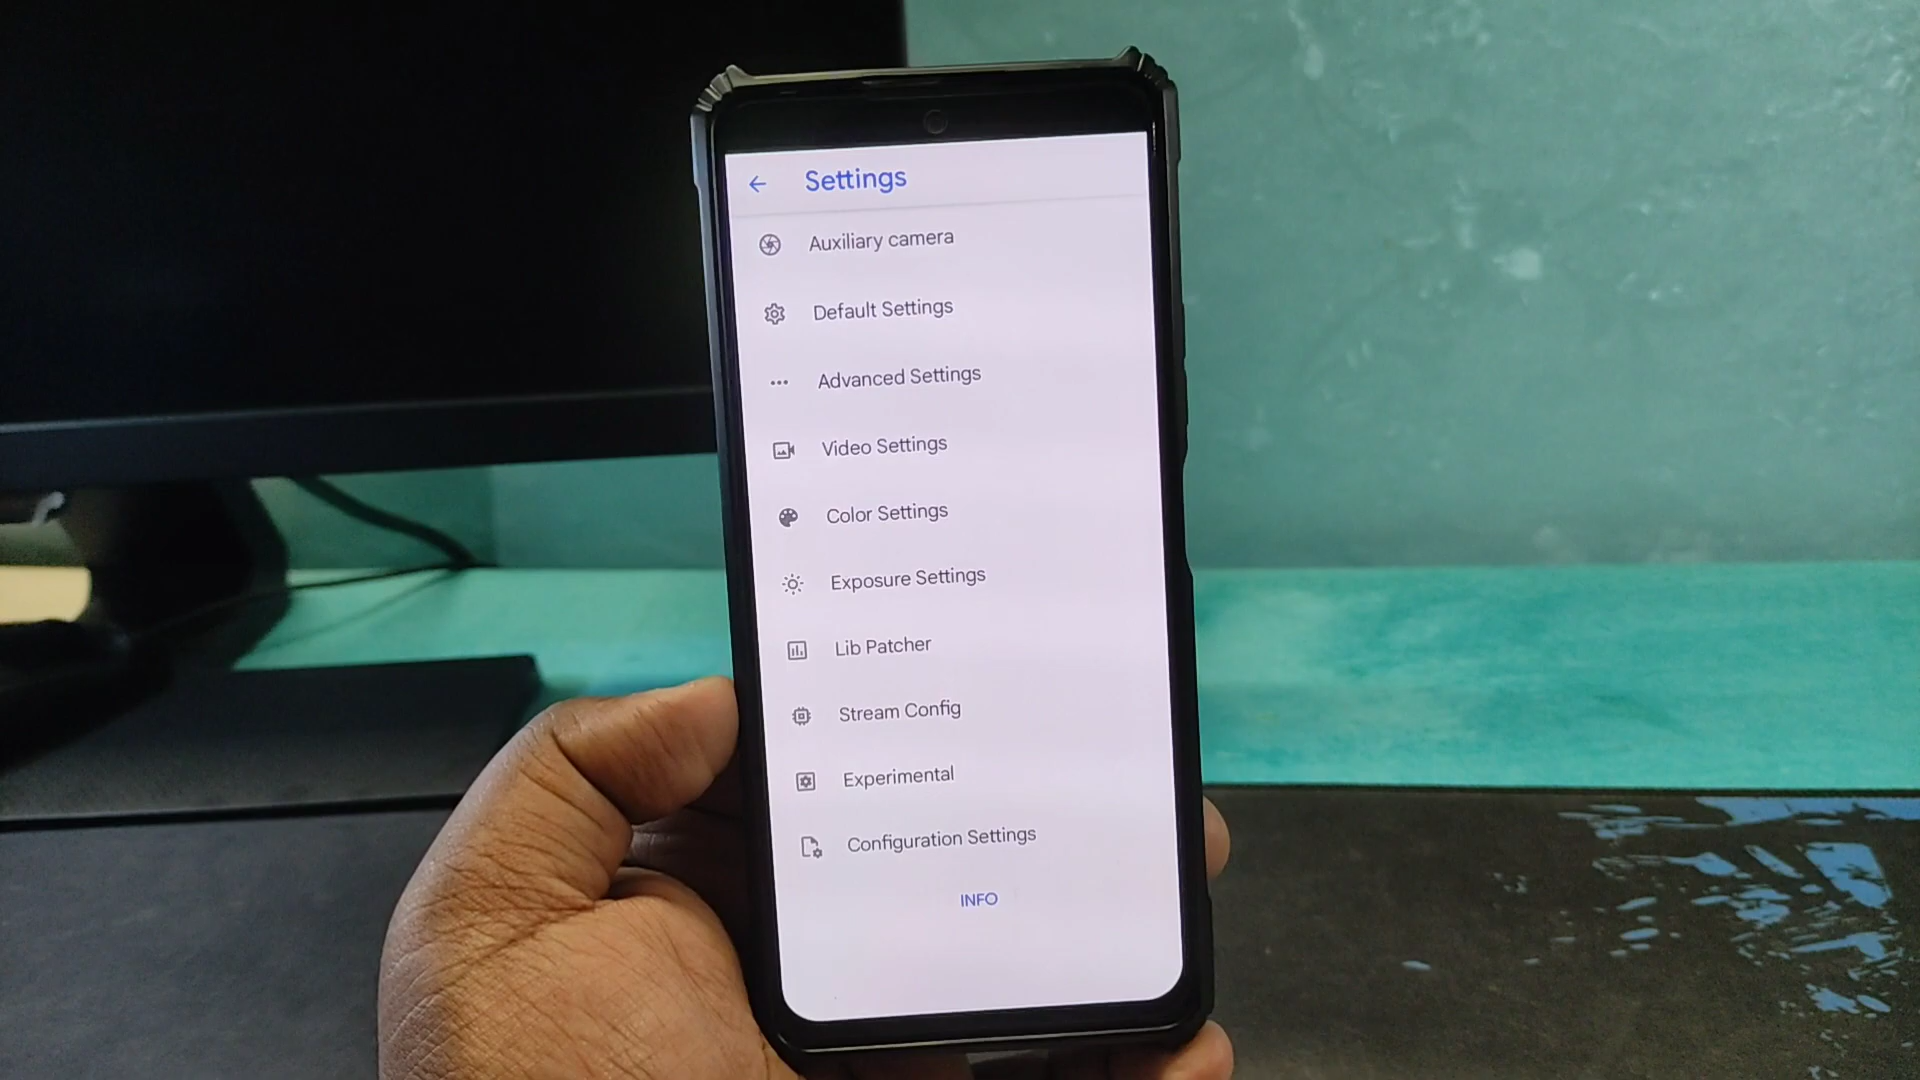 Settings
Auxiliary camera
Default Settings
Advanced Settings
Video Settings
Color Settings
Exposure Settings
Lib Patcher
Stream Config
Experimental
Configuration Settings
INFO